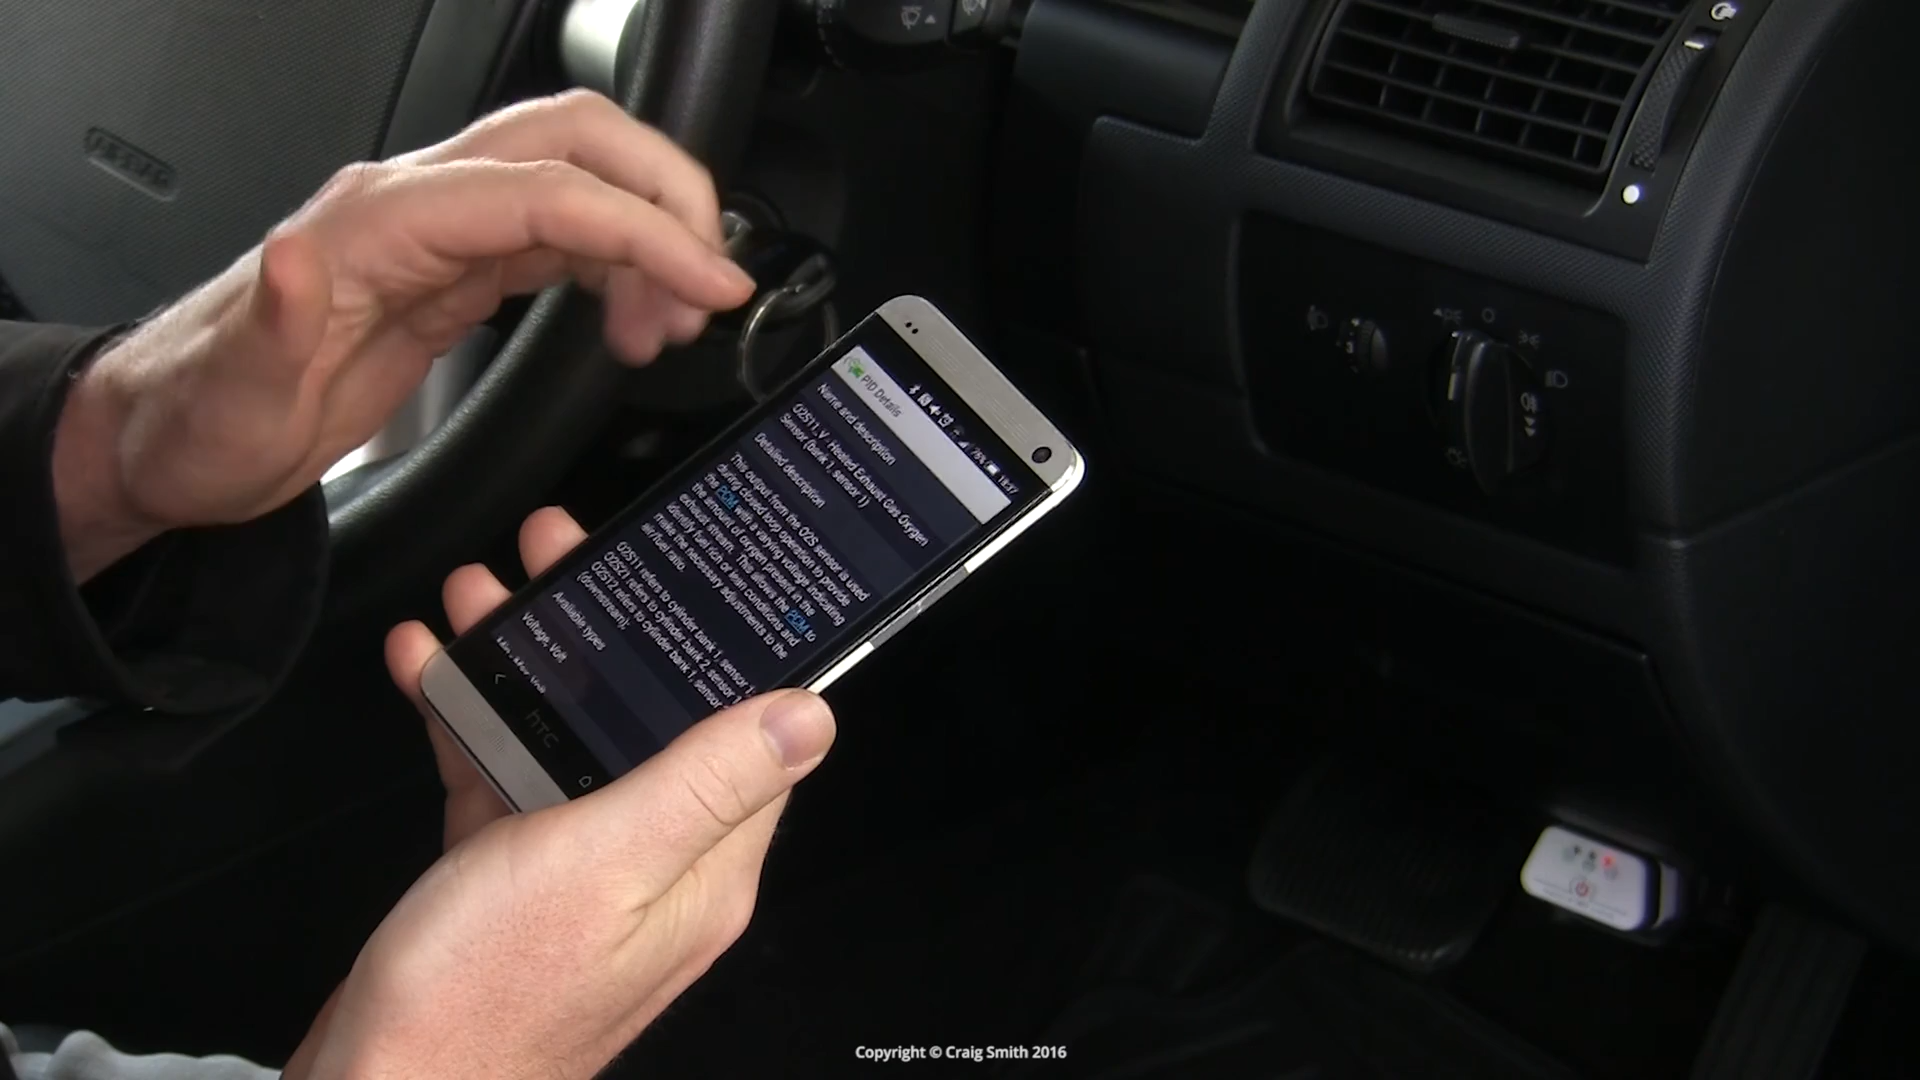 AIRBAG
18:37
75%
PID Details
Name and description
O2S11_V - Heated Exhaust Gas Oxygen
Sensor (bank 1, sensor 1)
Detailed description
This output from the O2S sensor is used
during closed loop operation to provide
the PCM with a varying voltage indicating
the amount of oxygen present in the
exhaust stream. This allows the PCM to
identify fuel rich or lean conditions and
make the necessary adjustments to the
air/fuel ratio.
O2S11 refers to cylinder bank 1, sensor 1;
O2S21 refers to cylinder bank 2, sensor 1
O2S12 refers to cylinder bank 1, sensor
(downstream);
Available types
Voltage, Volt
hTC
3
Copyright © Craig Smith 2016